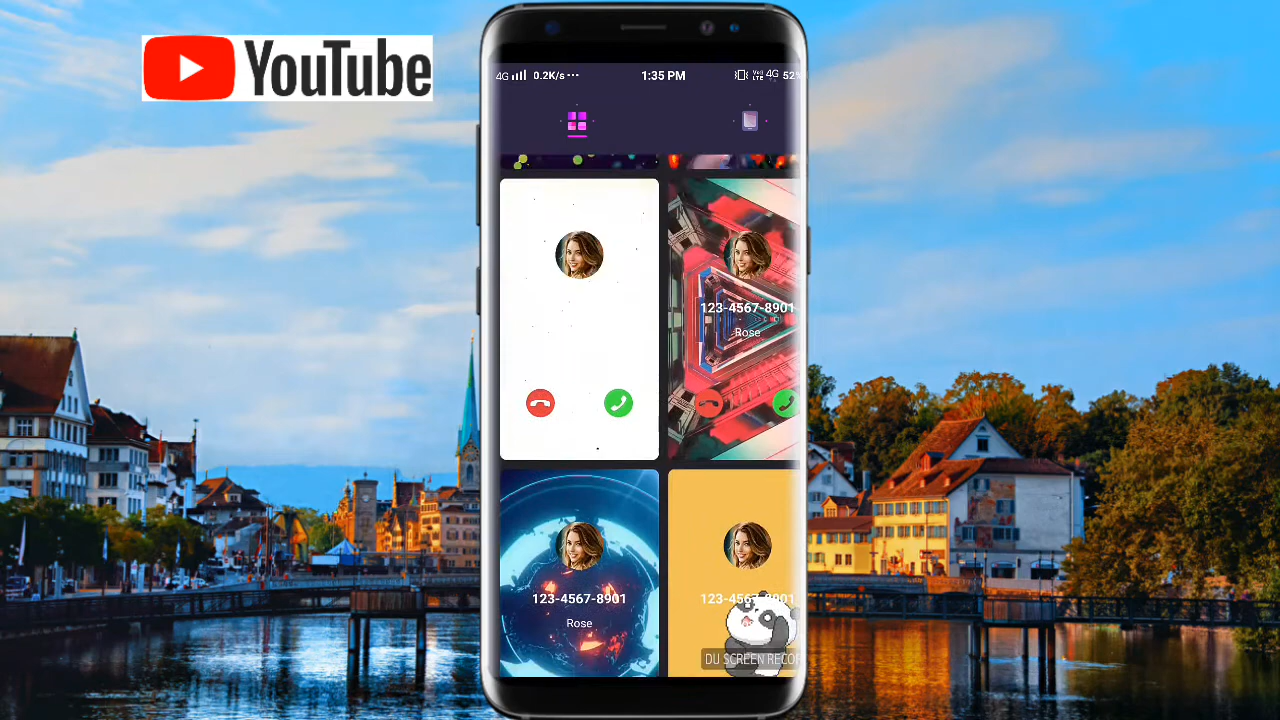 YouTube
4G 0.2K/s ··· 1:35 PM VoLTE 4G 52%
123-4567-8901
Rose
123-4567-8901
Rose
123-4567-8901
DU SCREEN RECOR